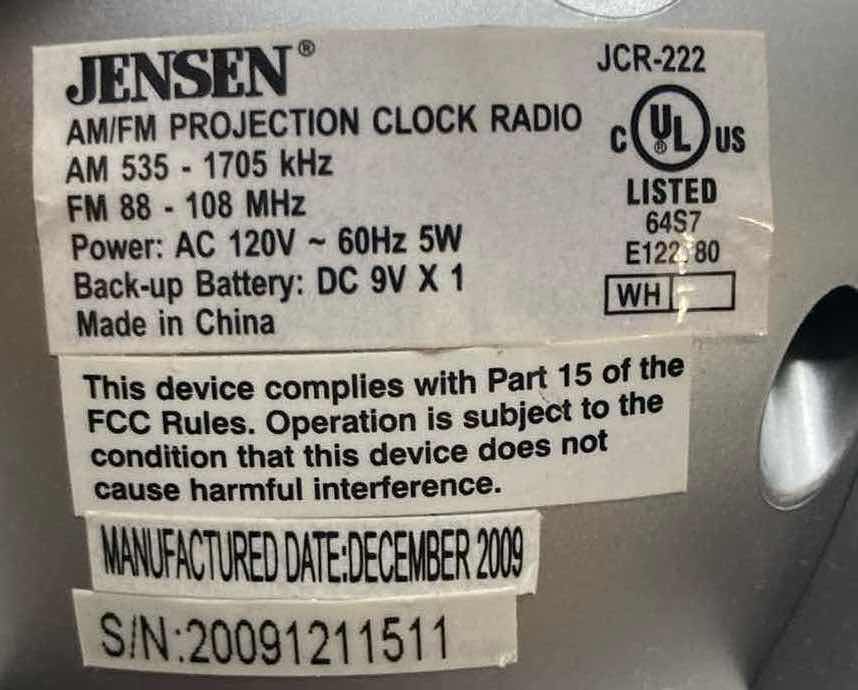 JENSEN®
JCR-222
AM/FM PROJECTION CLOCK RADIO
AM 535 - 1705 kHz
FM 88 - 108 MHz
Power: AC 120V ~ 60Hz 5W
Back-up Battery: DC 9V X 1
Made in China
C UL® US
LISTED
64S7
WH
This device complies with Part 15 of the
FCC Rules. Operation is subject to the
condition that this device does not
cause harmful interference.
MANUFACTURED DATE:DECEMBER 2009
S/N:20091211511